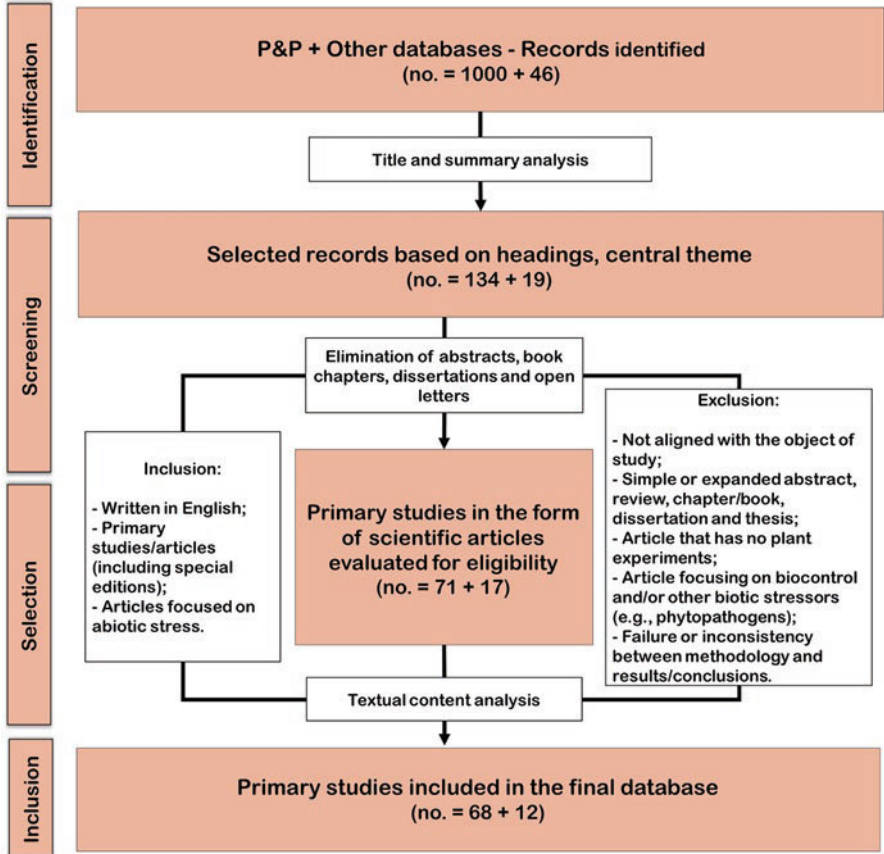 Identification
P&P + Other databases - Records identified
(no. = 1000 + 46)
Title and summary analysis
Screening
Selected records based on headings, central theme
(no. = 134 + 19)
Elimination of abstracts, book
chapters, dissertations and open
letters
Selection
Inclusion:
- Written in English;
- Primary
studies/articles
(including special
editions);
- Articles focused on
abiotic stress.
Primary studies in the form
of scientific articles
evaluated for eligibility
(no. = 71 + 17)
Exclusion:
- Not aligned with the object of
study;
- Simple or expanded abstract,
review, chapter/book,
dissertation and thesis;
- Article that has no plant
experiments;
- Article focusing on biocontrol
and/or other biotic stressors
(e.g., phytopathogens);
- Failure or inconsistency
between methodology and
results/conclusions.
Textual content analysis
Inclusion
Primary studies included in the final database
(no. = 68 + 12)